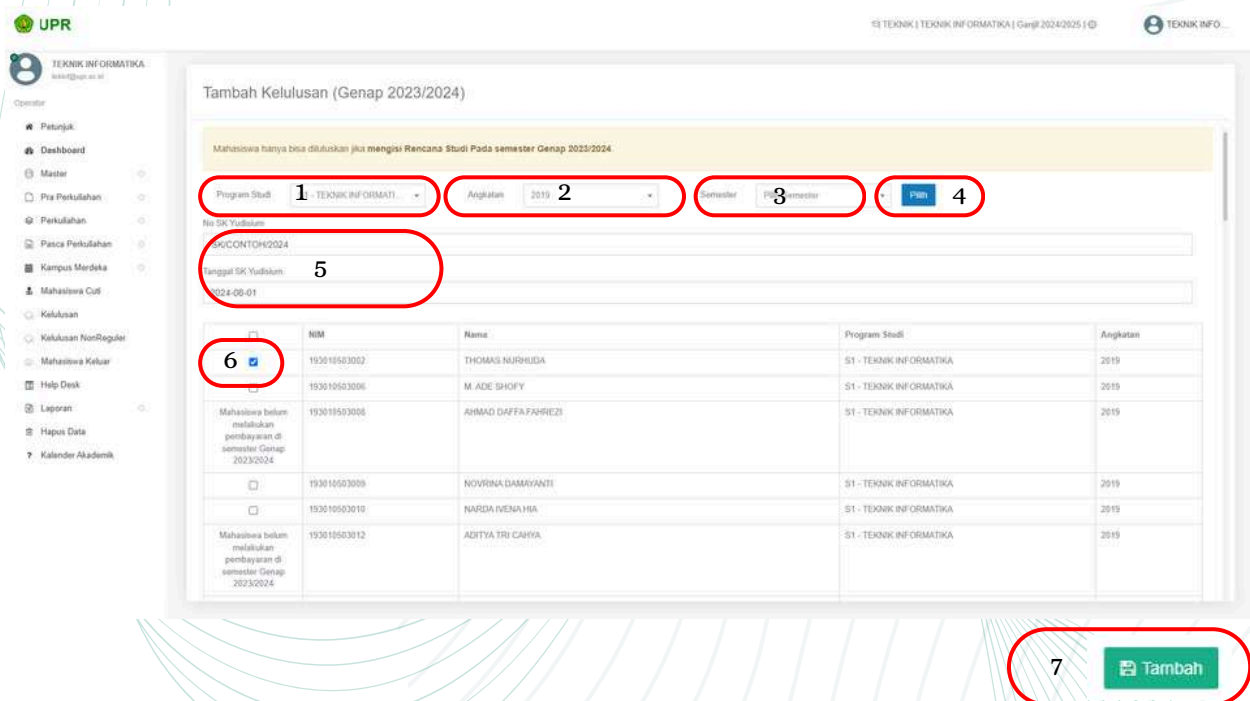 UPR
TEKNIK | TEKNIK INFORMATIKA | Ganjil 2024/2025 |
TEKNIK INFO...
TEKNIK INFORMATIKA
Operator
Petunjuk
Dashboard
Master
Pra Perkuliahan
Perkuliahan
Pasca Perkuliahan
Kampus Merdeka
Mahasiswa Cuti
Kelulusan
Kelulusan NonReguler
Mahasiswa Keluar
Help Desk
Laporan
Hapus Data
? Kalender Akademik
Tambah Kelulusan (Genap 2023/2024)
Mahasiswa hanya bisa diluluskan jika mengisi Rencana Studi Pada semester Genap 2023/2024
Program Studi 1 - TEKNIK INFORMATI...
Angkatan 2019 2
Semester 3 Semester
Pilih 4
No SK Yudisium
SK/CONTOH/2024
Tanggal SK Yudisium 5
2024-08-01
NIM Nama Program Studi Angkatan
6 193010503002 THOMAS NURHUDA S1 - TEKNIK INFORMATIKA 2019
193010503006 M. ADE SHOFY S1 - TEKNIK INFORMATIKA 2019
Mahasiswa belum 193010503008 AHMAD DAFFA FAHREZI S1 - TEKNIK INFORMATIKA 2019
melakukan
pembayaran di
semester Genap
2023/2024
193010503009 NOVRINA DAMAYANTI S1 - TEKNIK INFORMATIKA 2019
193010503010 NARDA IVENA HIA S1 - TEKNIK INFORMATIKA 2019
Mahasiswa belum 193010503012 ADITYA TRI CAHYA S1 - TEKNIK INFORMATIKA 2019
melakukan
pembayaran di
semester Genap
2023/2024
7 Tambah